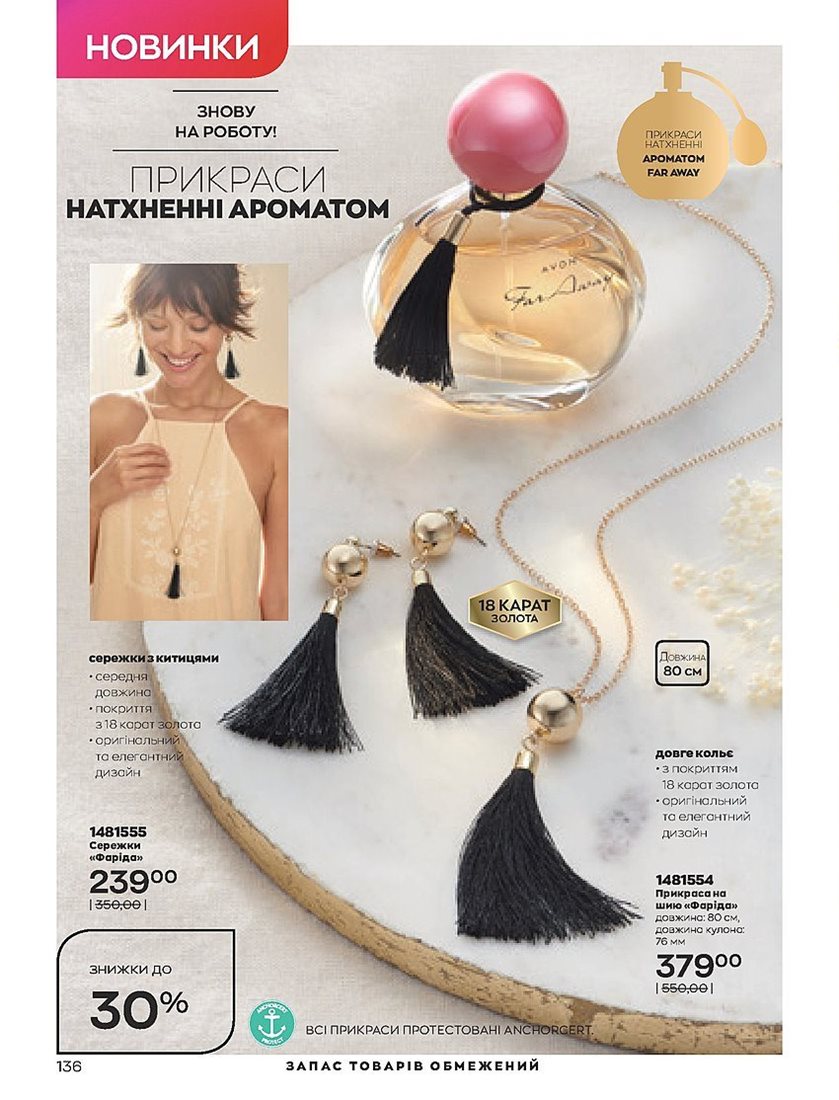 НОВИНКИ
ЗНОВУ
НА РОБОТУ!
ПРИКРАСИ
НАТХНЕННІ АРОМАТОМ
ПРИКРАСИ
НАТХНЕННІ
АРОМАТОМ
FAR AWAY
AVON
Far Away
18 КАРАТ
ЗОЛОТА
сережки з китицями
• середня
довжина
• покриття
з 18 карат золота
• оригінальний
та елегантний
дизайн
1481555
Сережки
«Фаріда»
239⁰⁰
| 350,00 |
Довжина
80 см
довге кольє
• з покриттям
18 карат золота
• оригінальний
та елегантний
дизайн
1481554
Прикраса на
шию «Фаріда»
довжина: 80 см,
довжина кулона:
76 мм
379⁰⁰
| 550,00 |
ЗНИЖКИ ДО
30%
ANCHORCERT
PROTECT
ВСІ ПРИКРАСИ ПРОТЕСТОВАНІ ANCHORCERT.
136
ЗАПАС ТОВАРІВ ОБМЕЖЕНИЙ